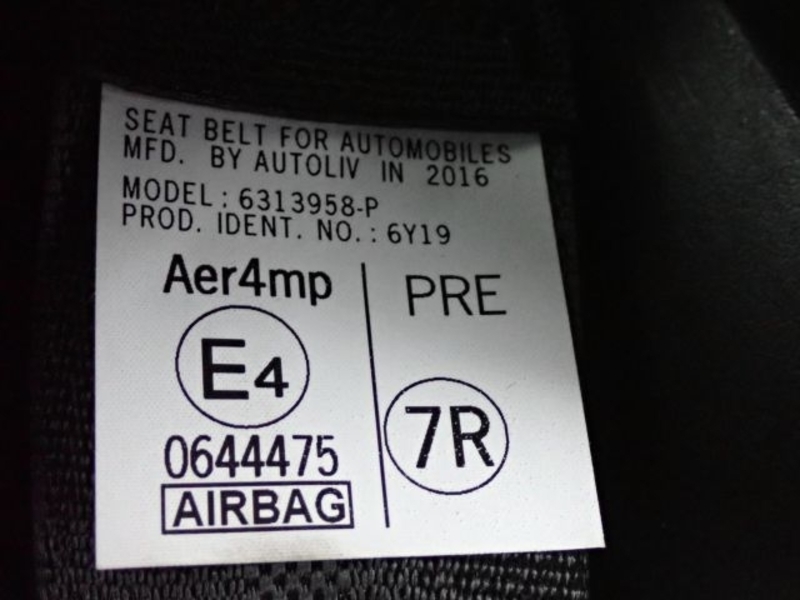 SEAT BELT FOR AUTOMOBILES
MFD. BY AUTOLIV IN 2016
MODEL : 6313958-P
PROD. IDENT. NO. : 6Y19
Aer4mp
E4
0644475
AIRBAG
PRE
7R